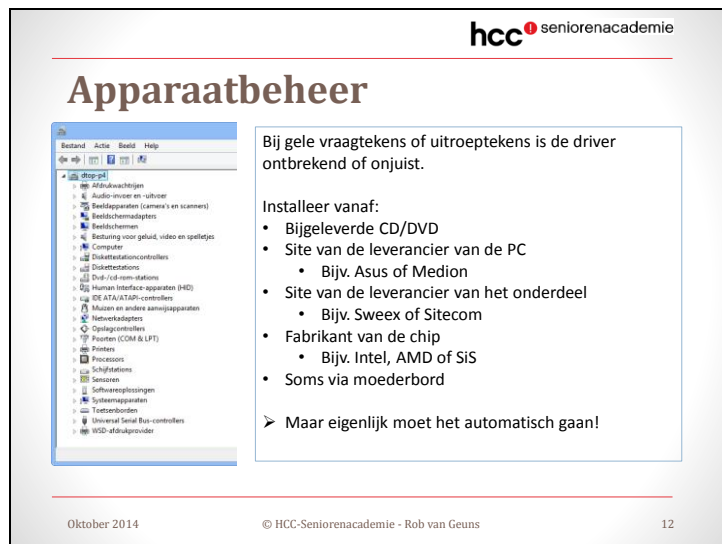 hcc! seniorenacademie
Apparaatbeheer
Bestand Actie Beeld Help
dtop-p4
Afdrukwachtrijen
Audio-invoer en -uitvoer
Beeldapparaten (camera's en scanners)
Beeldschermadapters
Beeldschermen
Besturing voor geluid, video en spelletjes
Computer
Diskettestationcontrollers
Diskettestations
Dvd-/cd-rom-stations
Human Interface-apparaten (HID)
IDE ATA/ATAPI-controllers
Muizen en andere aanwijsapparaten
Netwerkadapters
Opslagcontrollers
Poorten (COM & LPT)
Printers
Processors
Schijfstations
Sensoren
Softwareoplossingen
Systeemapparaten
Toetsenborden
Universal Serial Bus-controllers
WSD-afdrukprovider
Bij gele vraagtekens of uitroeptekens is de driver
ontbrekend of onjuist.
Installeer vanaf:
• Bijgeleverde CD/DVD
• Site van de leverancier van de PC
• Bijv. Asus of Medion
• Site van de leverancier van het onderdeel
• Bijv. Sweex of Sitecom
• Fabrikant van de chip
• Bijv. Intel, AMD of SiS
• Soms via moederbord
➢ Maar eigenlijk moet het automatisch gaan!
Oktober 2014 © HCC-Seniorenacademie - Rob van Geuns 12